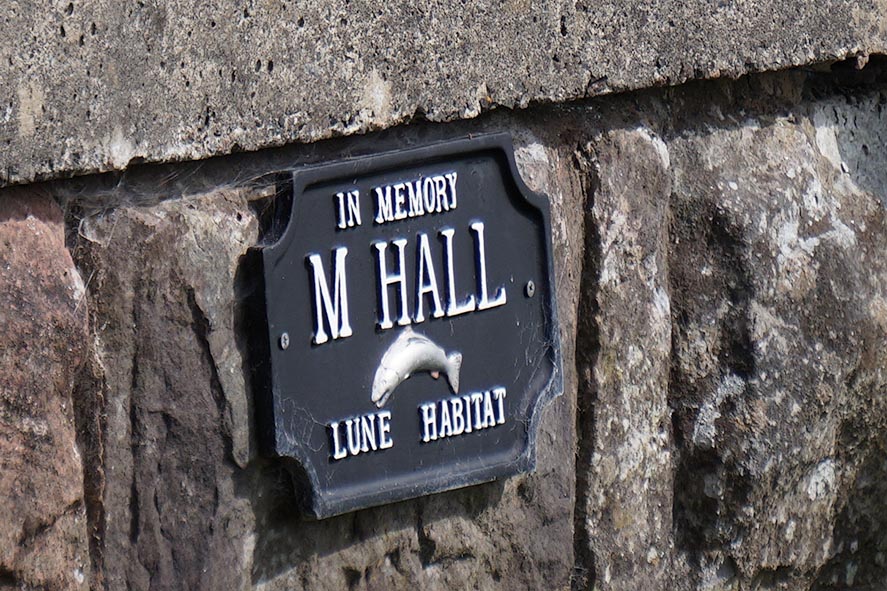 IN MEMORY
M HALL
LUNE HABITAT